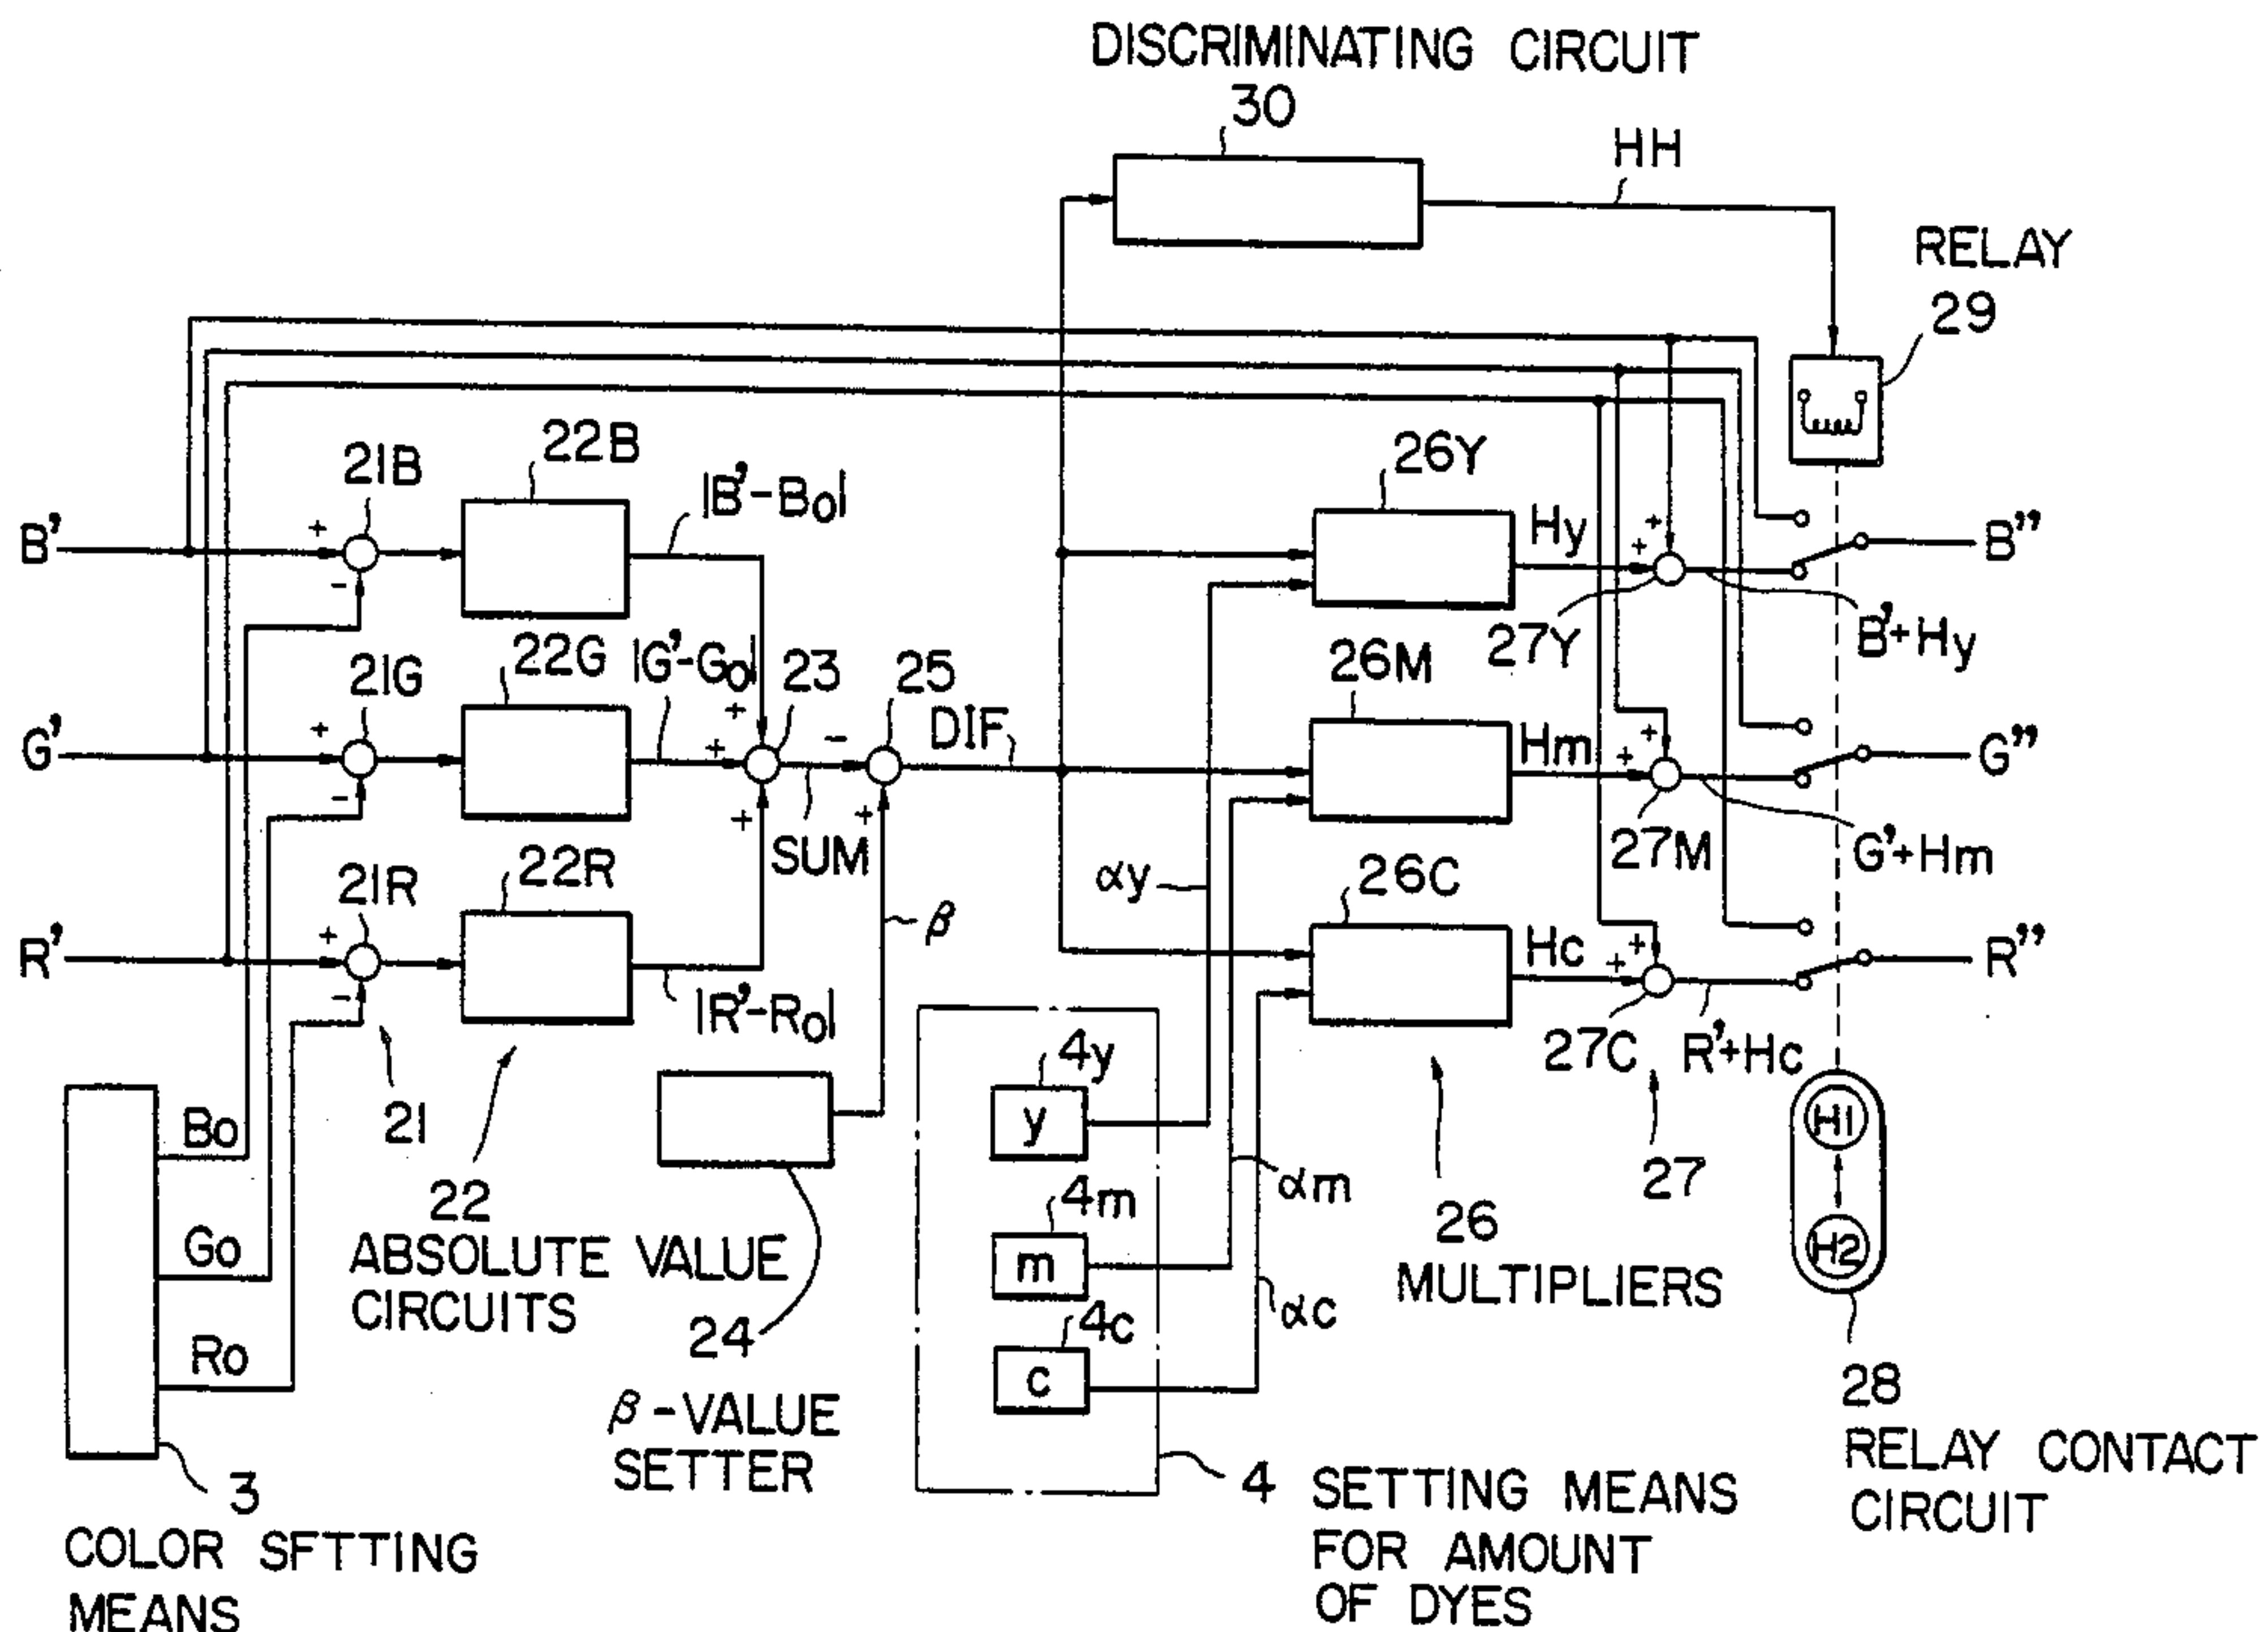 DISCRIMINATING CIRCUIT
30
HH
RELAY
29
22B
21B
|B'-Bo|
26Y
Hy
+
+
+
-
B'
B"
27Y
B'+Hy
22G
|G'-Go|
23
25
21G
26M
DIF
Hm
+
+
+
+
+
-
-
G'
G"
+
+
SUM
27M
G'+Hm
22R
21R
αy
26C
β
+
-
R'
Hc
+
+
R"
|R'-Ro|
27C
R'+Hc
4y
y
H1
Bo
21
αm
27
22
ABSOLUTE VALUE
CIRCUITS
4m
m
26
MULTIPLIERS
H2
Go
24
β-VALUE
SETTER
4c
c
αc
Ro
28
RELAY CONTACT
CIRCUIT
3
COLOR SFTTING
MEANS
4 SETTING MEANS
FOR AMOUNT
OF DYES